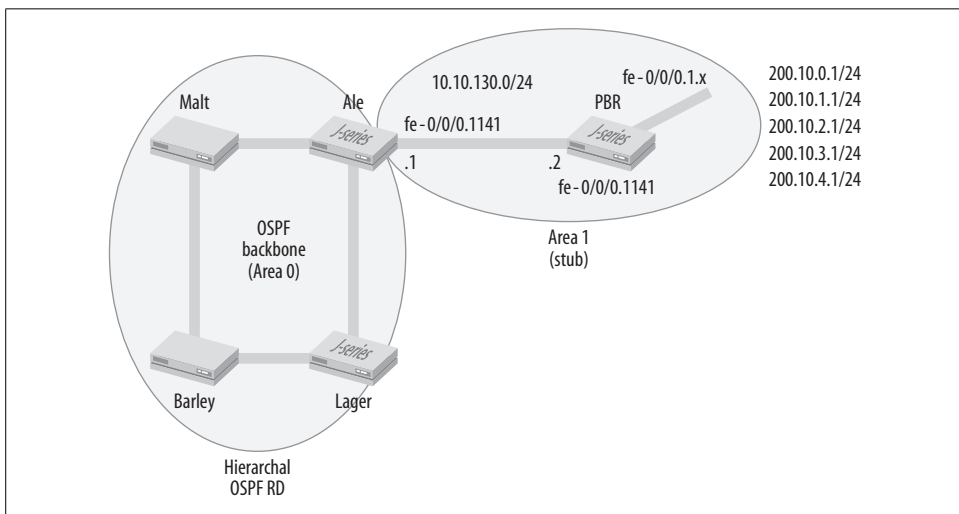 Malt
Ale
10.10.130.0/24
fe-0/0/0.1.x
PBR
J-series
fe-0/0/0.1141
J-series
.1
.2
fe-0/0/0.1141
200.10.0.1/24
200.10.1.1/24
200.10.2.1/24
200.10.3.1/24
200.10.4.1/24
OSPF
backbone
(Area 0)
Area 1
(stub)
J-series
Barley
Lager
Hierarchal
OSPF RD